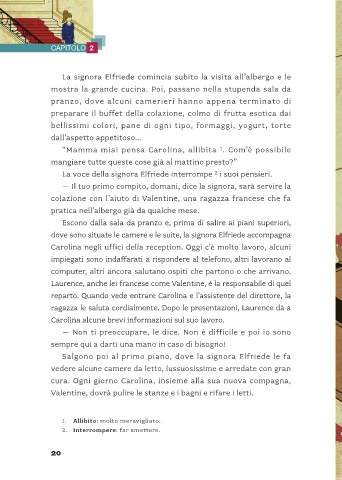 CAPITOLO 2
La signora Elfriede comincia subito la visita all'albergo e le
mostra la grande cucina. Poi, passano nella stupenda sala da
pranzo, dove alcuni camerieri hanno appena terminato di
preparare il buffet della colazione, colmo di frutta esotica dai
bellissimi colori, pane di ogni tipo, formaggi, yogurt, torte
dall'aspetto appetitoso...
"Mamma mia! pensa Carolina, allibita 1. Com'è possibile
mangiare tutte queste cose già al mattino presto?"
La voce della signora Elfriede interrompe 2 i suoi pensieri.
— Il tuo primo compito, domani, dice la signora, sarà servire la
colazione con l'aiuto di Valentine, una ragazza francese che fa
pratica nell'albergo già da qualche mese.
Escono dalla sala da pranzo e, prima di salire ai piani superiori,
dove sono situate le camere e le suite, la signora Elfriede accompagna
Carolina negli uffici della reception. Oggi c'è molto lavoro, alcuni
impiegati sono indaffarati a rispondere al telefono, altri lavorano al
computer, altri ancora salutano ospiti che partono o che arrivano.
Laurence, anche lei francese come Valentine, è la responsabile di quel
reparto. Quando vede entrare Carolina e l'assistente del direttore, la
ragazza le saluta cordialmente. Dopo le presentazioni, Laurence dà a
Carolina alcune brevi informazioni sul suo lavoro.
— Non ti preoccupare, le dice. Non è difficile e poi io sono
sempre qui a darti una mano in caso di bisogno!
Salgono poi al primo piano, dove la signora Elfriede le fa
vedere alcune camere da letto, lussuosissime e arredate con gran
cura. Ogni giorno Carolina, insieme alla sua nuova compagna,
Valentine, dovrà pulire le stanze e i bagni e rifare i letti.
1. Allibito: molto meravigliato.
2. Interrompere: far smettere.
20